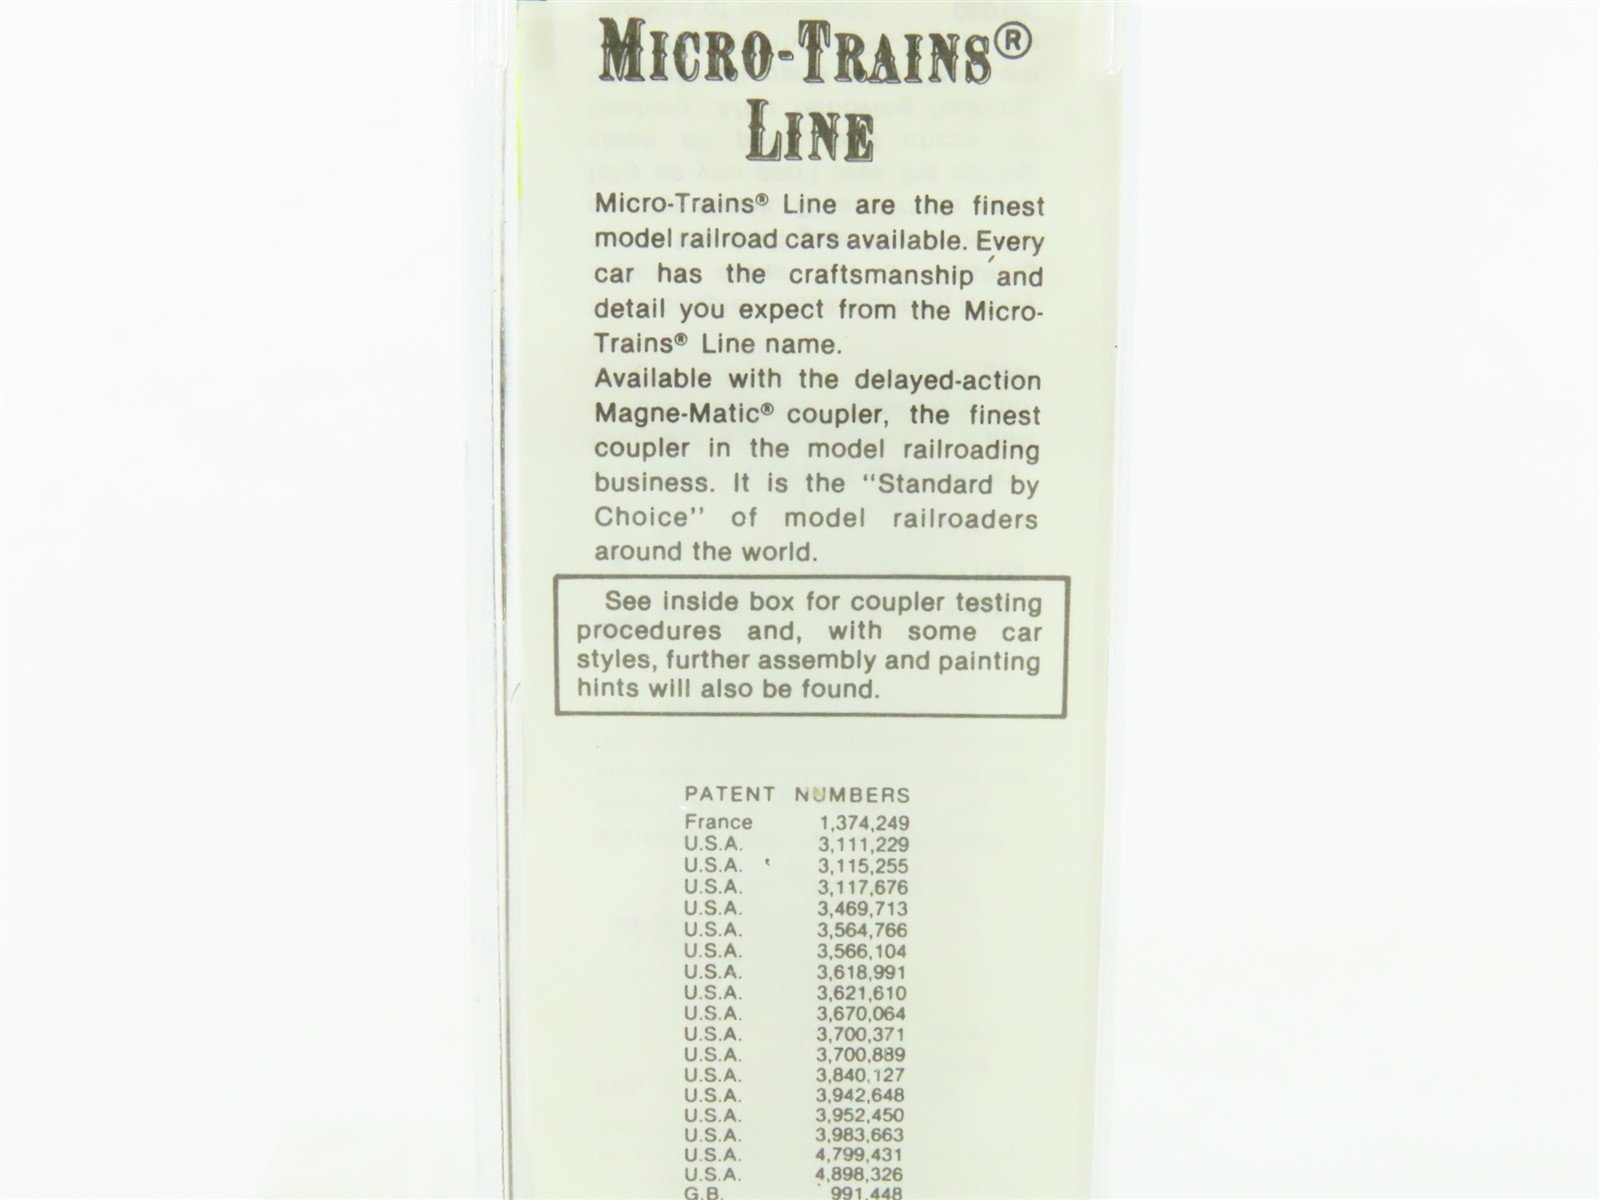 MICRO-TRAINS®
LINE
Micro-Trains® Line are the finest
model railroad cars available. Every
car has the craftsmanship and
detail you expect from the Micro-
Trains® Line name.
Available with the delayed-action
Magne-Matic® coupler, the finest
coupler in the model railroading
business. It is the "Standard by
Choice" of model railroaders
around the world.
See inside box for coupler testing
procedures and, with some car
styles, further assembly and painting
hints will also be found.
PATENT NUMBERS
France 1,374,249
U.S.A. 3,111,229
U.S.A. 3,115,255
U.S.A. 3,117,676
U.S.A. 3,469,713
U.S.A. 3,564,766
U.S.A. 3,566,104
U.S.A. 3,618,991
U.S.A. 3,621,610
U.S.A. 3,670,064
U.S.A. 3,700,371
U.S.A. 3,700,889
U.S.A. 3,840,127
U.S.A. 3,942,648
U.S.A. 3,952,450
U.S.A. 3,983,663
U.S.A. 4,799,431
U.S.A. 4,898,326
G.B. 991,448